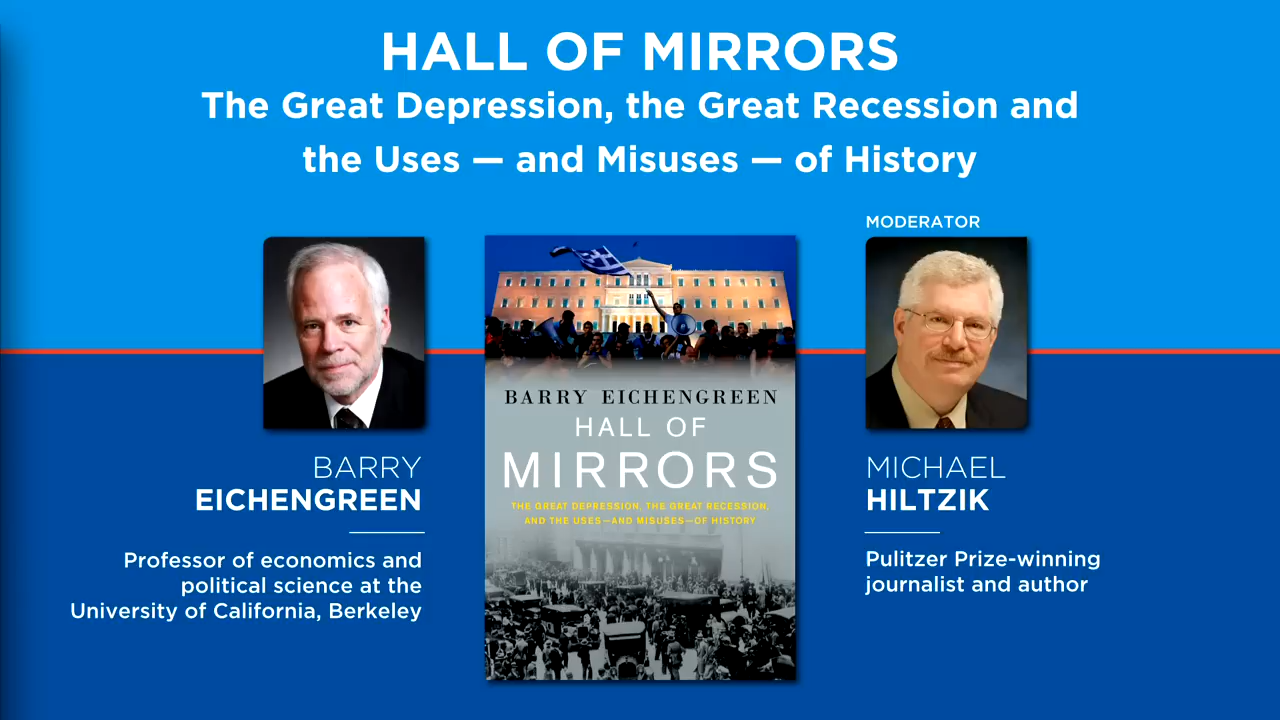 HALL OF MIRRORS
The Great Depression, the Great Recession and
the Uses — and Misuses — of History
BARRY
EICHENGREEN
Professor of economics and
political science at the
University of California, Berkeley
BARRY EICHENGREEN
HALL OF
MIRRORS
THE GREAT DEPRESSION, THE GREAT RECESSION,
AND THE USES—AND MISUSES—OF HISTORY
MODERATOR
MICHAEL
HILTZIK
Pulitzer Prize-winning
journalist and author